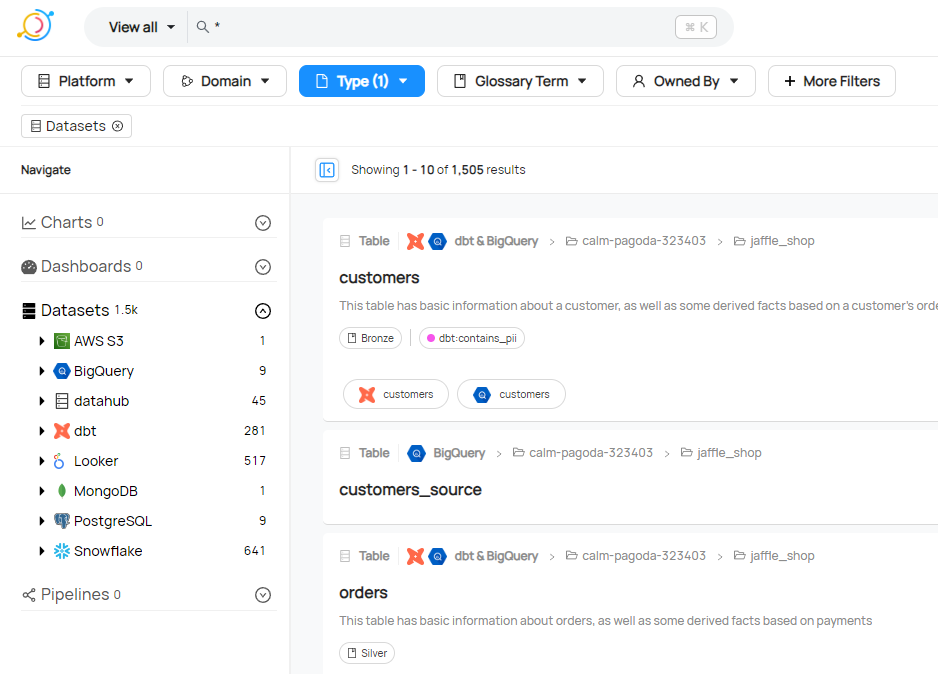 View all * ⌘ K
Platform Domain Type (1) Glossary Term Owned By + More Filters
Datasets
Navigate
Showing 1 - 10 of 1,505 results
Charts 0
Dashboards 0
Datasets 1.5k
AWS S3 1
BigQuery 9
datahub 45
dbt 281
Looker 517
MongoDB 1
PostgreSQL 9
Snowflake 641
Pipelines 0
Table dbt & BigQuery > calm-pagoda-323403 > jaffle_shop
customers
This table has basic information about a customer, as well as some derived facts based on a customer's orde
Bronze dbt:contains_pii
customers customers
Table BigQuery > calm-pagoda-323403 > jaffle_shop
customers_source
Table dbt & BigQuery > calm-pagoda-323403 > jaffle_shop
orders
This table has basic information about orders, as well as some derived facts based on payments
Silver